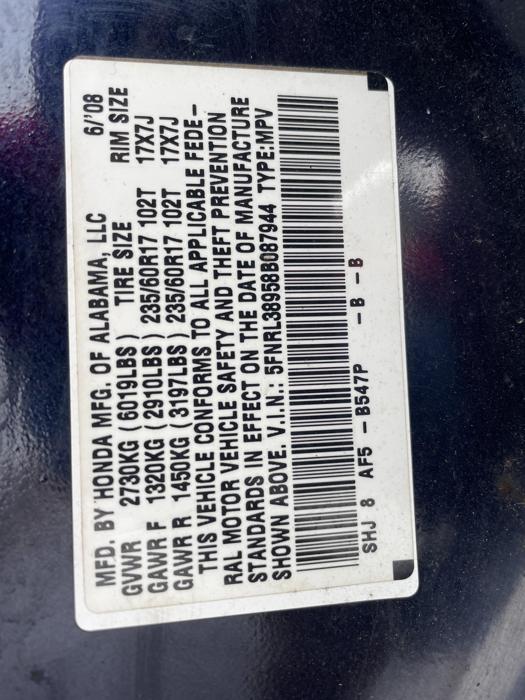 MFD. BY HONDA MFG. OF ALABAMA, LLC 6/'08
GVWR 2730KG (6019LBS) TIRE SIZE RIM SIZE
GAWR F 1320KG (2910LBS) 235/60R17 102T 17X7J
GAWR R 1450KG (3197LBS) 235/60R17 102T 17X7J
THIS VEHICLE CONFORMS TO ALL APPLICABLE FEDE-
RAL MOTOR VEHICLE SAFETY AND THEFT PREVENTION
STANDARDS IN EFFECT ON THE DATE OF MANUFACTURE
SHOWN ABOVE. V.I.N.: 5FNRL38958B087944 TYPE:MPV
SHJ 8 AF5 -B547P -B -B